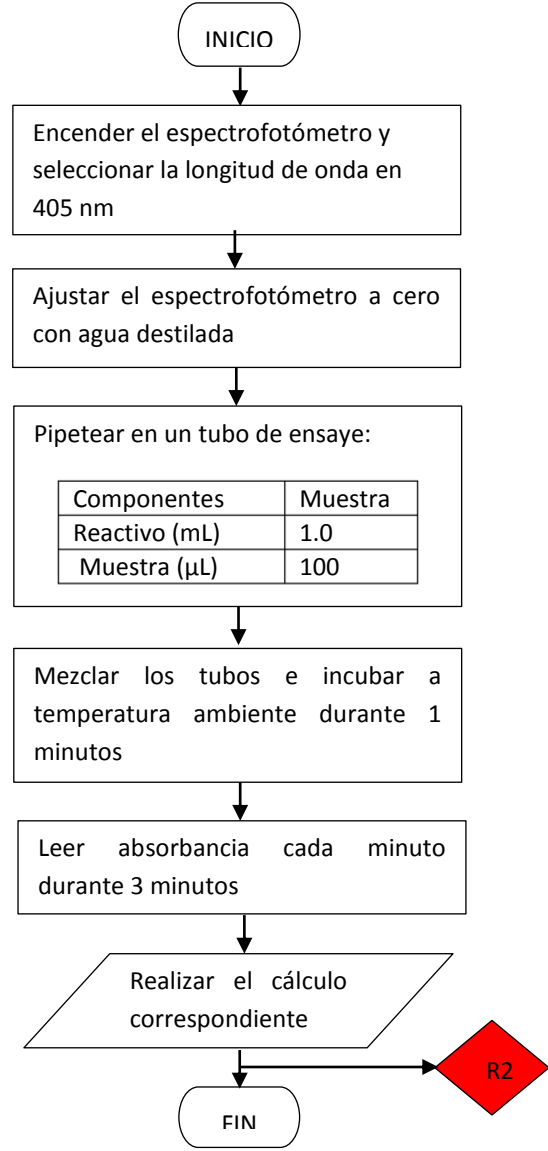 INICIO
Encender el espectrofotómetro y
seleccionar la longitud de onda en
405 nm
Ajustar el espectrofotómetro a cero
con agua destilada
Pipetear en un tubo de ensaye:
Componentes Muestra
Reactivo (mL) 1.0
Muestra (µL) 100
Mezclar los tubos e incubar a
temperatura ambiente durante 1
minutos
Leer absorbancia cada minuto
durante 3 minutos
Realizar el cálculo
correspondiente
R2
FIN